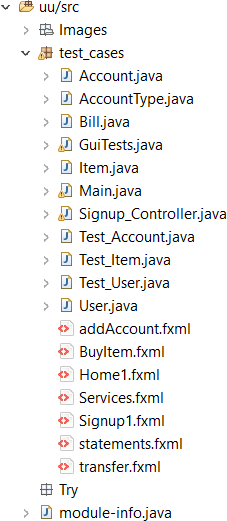 uu/src
Images
test_cases
Account.java
AccountType.java
Bill.java
GuiTests.java
Item.java
Main.java
Signup_Controller.java
Test_Account.java
Test_Item.java
Test_User.java
User.java
addAccount.fxml
BuyItem.fxml
Home1.fxml
Services.fxml
Signup1.fxml
statements.fxml
transfer.fxml
Try
module-info.java